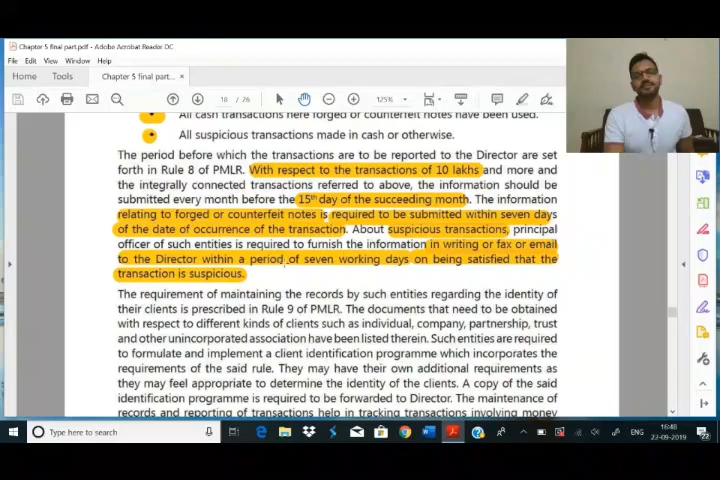 Chapter 5 final part.pdf - Adobe Acrobat Reader DC
File Edit View Window Help
Home Tools Chapter 5 final part... ×
18 / 26 125%
All cash transactions here forged or counterfeit notes have been used.
All suspicious transactions made in cash or otherwise.
The period before which the transactions are to be reported to the Director are set
forth in Rule 8 of PMLR. With respect to the transactions of 10 lakhs and more and
the integrally connected transactions referred to above, the information should be
submitted every month before the 15th day of the succeeding month. The information
relating to forged or counterfeit notes is required to be submitted within seven days
of the date of occurrence of the transaction. About suspicious transactions, principal
officer of such entities is required to furnish the information in writing or fax or email
to the Director within a period of seven working days on being satisfied that the
transaction is suspicious.
The requirement of maintaining the records by such entities regarding the identity of
their clients is prescribed in Rule 9 of PMLR. The documents that need to be obtained
with respect to different kinds of clients such as individual, company, partnership, trust
and other unincorporated association have been listed therein. Such entities are required
to formulate and implement a client identification programme which incorporates the
requirements of the said rule. They may have their own additional requirements as
they may feel appropriate to determine the identity of the clients. A copy of the said
identification programme is required to be forwarded to Director. The maintenance of
records and reporting of transactions help in tracking transactions involving money
Type here to search
ENG
16:48
23-09-2019
22